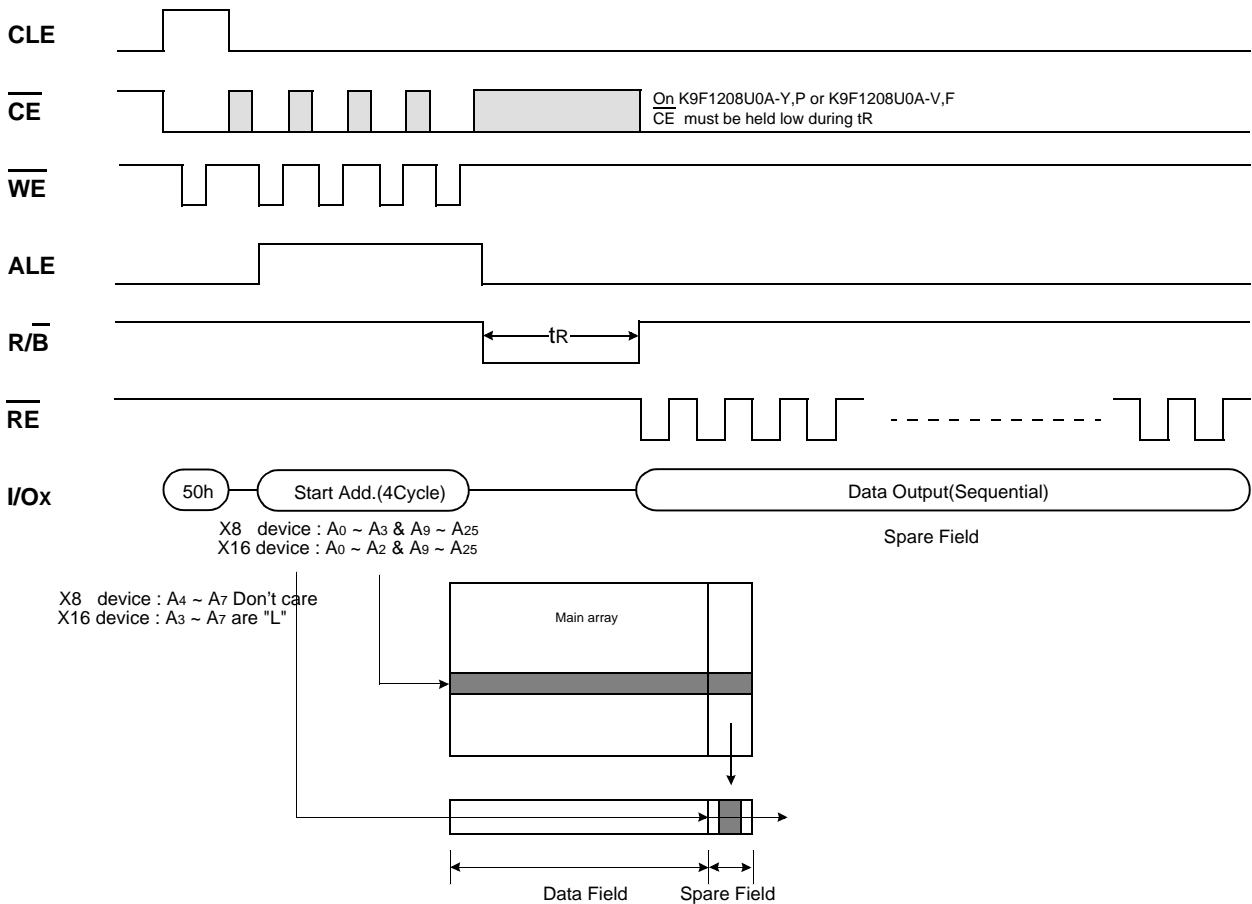 CLE
CE
On K9F1208U0A-Y,P or K9F1208U0A-V,F
CE must be held low during tR
WE
ALE
R/B
tR
RE
I/Ox
50h
Start Add.(4Cycle)
Data Output(Sequential)
X8 device : A0 ~ A3 & A9 ~ A25
X16 device : A0 ~ A2 & A9 ~ A25
Spare Field
X8 device : A4 ~ A7 Don't care
X16 device : A3 ~ A7 are "L"
Main array
Data Field
Spare Field